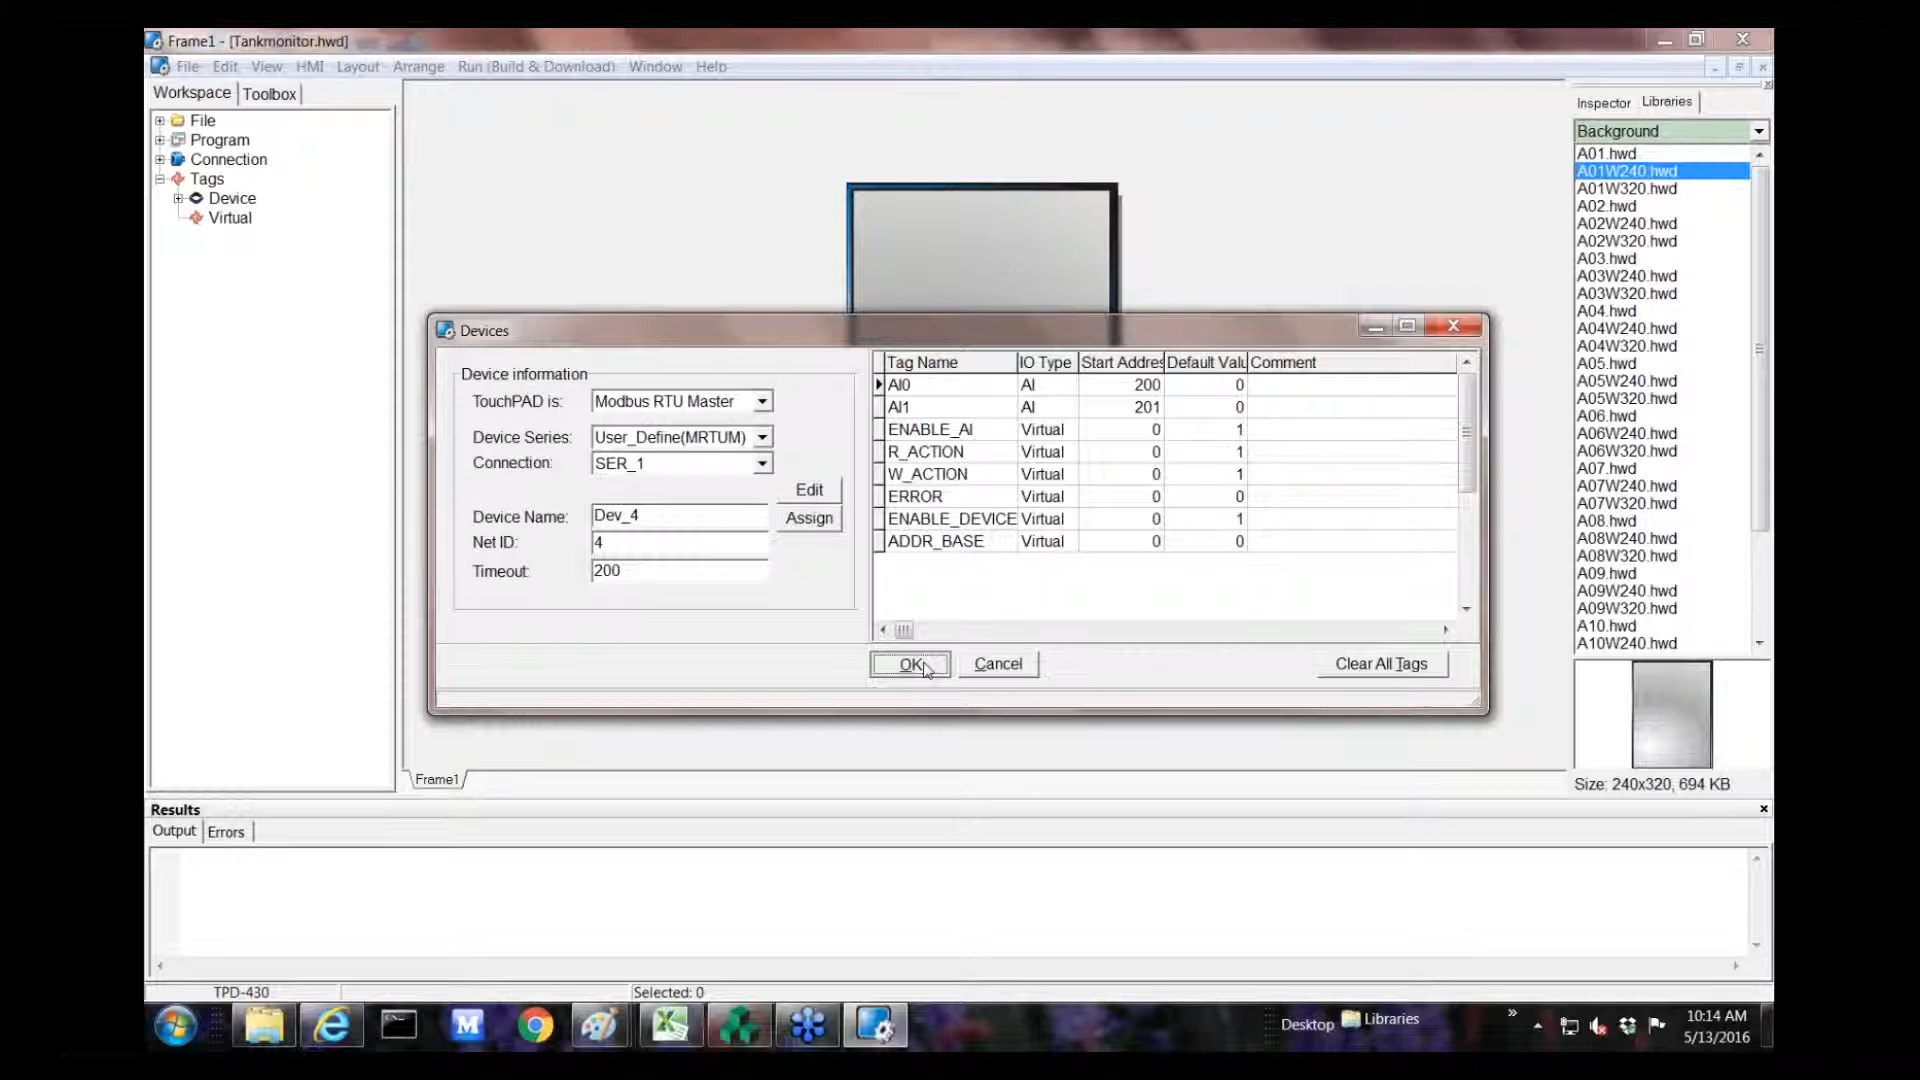 Frame1 - [Tankmonitor.hwd]
File Edit View HMI Layout Arrange Run (Build & Download) Window Help
Workspace Toolbox
File
Program
Connection
Tags
Device
Virtual
Inspector Libraries
Background
A01.hwd
A01W240.hwd
A01W320.hwd
A02.hwd
A02W240.hwd
A02W320.hwd
A03.hwd
A03W240.hwd
A03W320.hwd
A04.hwd
A04W240.hwd
A04W320.hwd
A05.hwd
A05W240.hwd
A05W320.hwd
A06.hwd
A06W240.hwd
A06W320.hwd
A07.hwd
A07W240.hwd
A07W320.hwd
A08.hwd
A08W240.hwd
A08W320.hwd
A09.hwd
A09W240.hwd
A09W320.hwd
A10.hwd
A10W240.hwd
Size: 240x320, 694 KB
Devices
Device information
TouchPAD is: Modbus RTU Master
Device Series: User_Define(MRTUM)
Connection: SER_1
Edit
Device Name: Dev_4 Assign
Net ID: 4
Timeout: 200
Tag Name IO Type Start Addres Default Valu Comment
AI0 AI 200 0
AI1 AI 201 0
ENABLE_AI Virtual 0 1
R_ACTION Virtual 0 1
W_ACTION Virtual 0 1
ERROR Virtual 0 0
ENABLE_DEVICE Virtual 0 1
ADDR_BASE Virtual 0 0
OK Cancel Clear All Tags
Frame1
Results
Output Errors
TPD-430 Selected: 0
Desktop Libraries
10:14 AM
5/13/2016